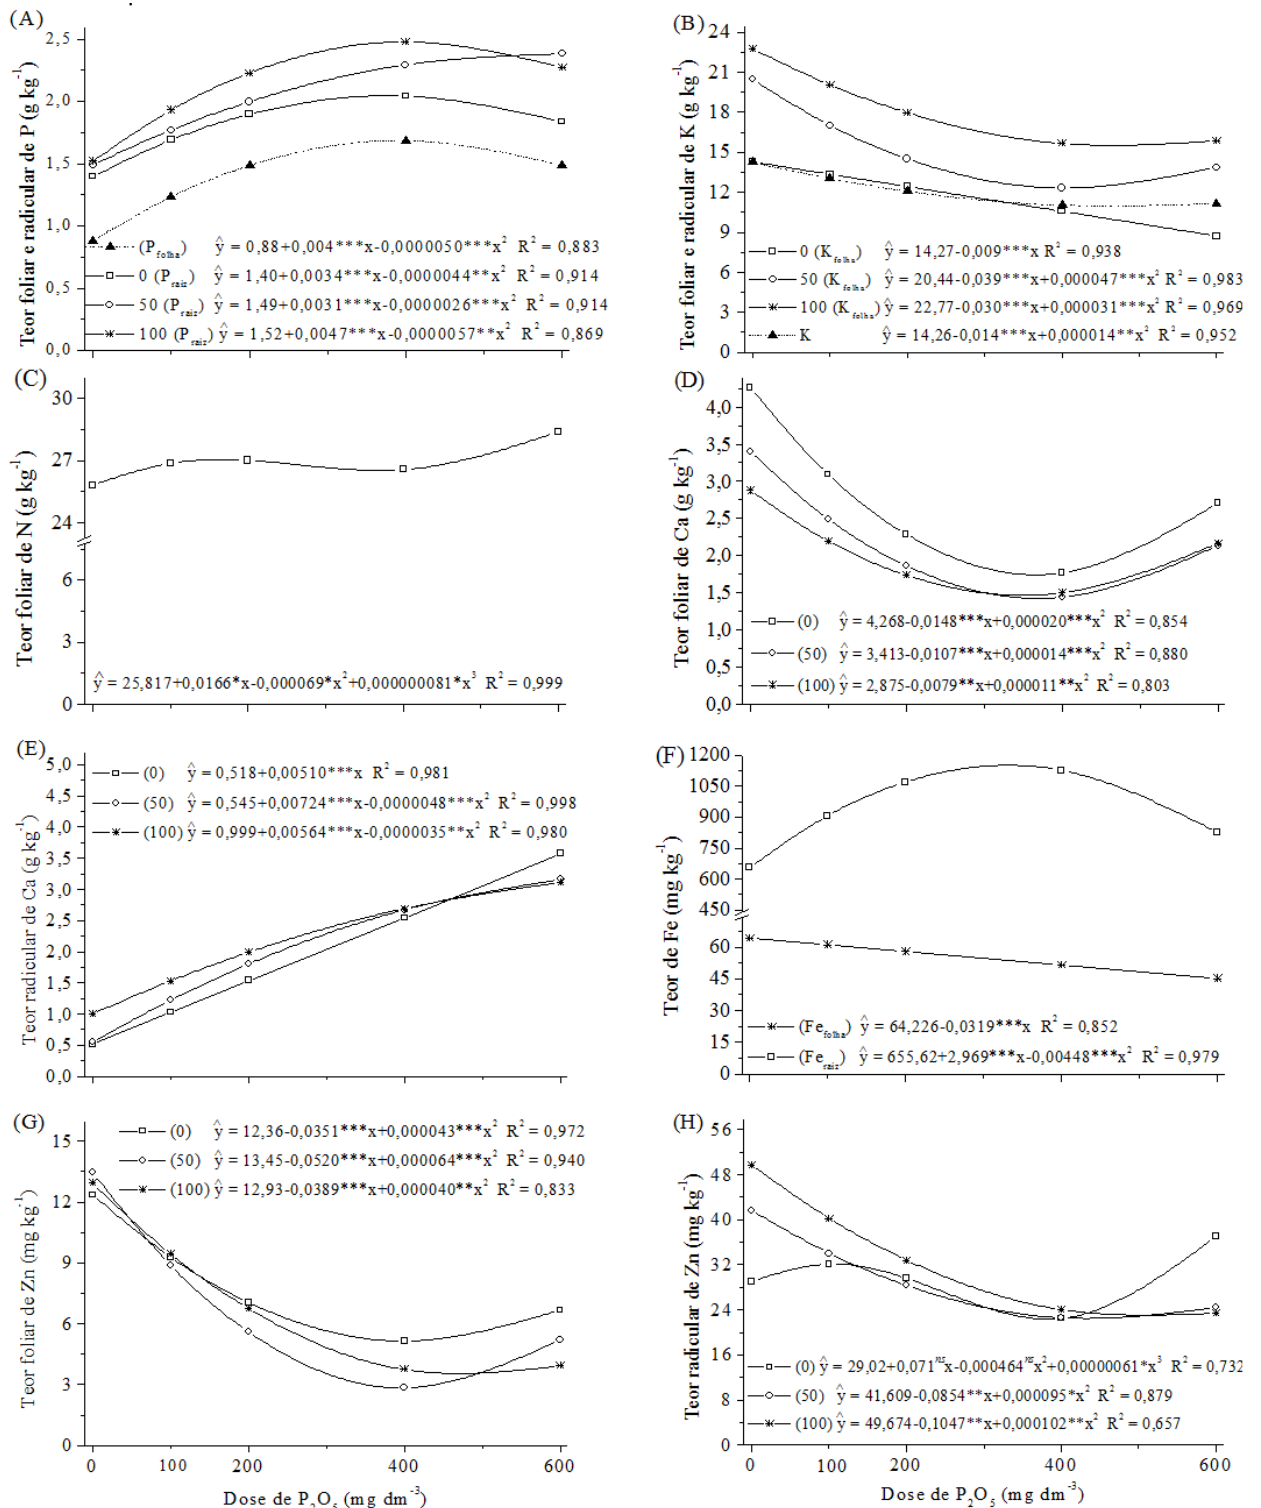 (A)
Teor foliar e radicular de P (g kg⁻¹)
2,5
2,0
1,5
1,0
0,5
0,0
(P folha) ŷ = 0,88+0,004***x-0,0000050***x² R² = 0,883
0 (P raiz) ŷ = 1,40+0,0034***x-0,0000044**x² R² = 0,914
50 (P raiz) ŷ = 1,49+0,0031***x-0,0000026***x² R² = 0,914
100 (P raiz) ŷ = 1,52+0,0047***x-0,0000057**x² R² = 0,869
(B)
Teor foliar e radicular de K (g kg⁻¹)
24
21
18
15
12
9
6
3
0
0 (K folha) ŷ = 14,27-0,009***x R² = 0,938
50 (K folha) ŷ = 20,44-0,039***x+0,000047***x² R² = 0,983
100 (K folha) ŷ = 22,77-0,030***x+0,000031***x² R² = 0,969
K ŷ = 14,26-0,014***x+0,000014**x² R² = 0,952
(C)
Teor foliar de N (g kg⁻¹)
30
27
24
6
3
0
ŷ = 25,817+0,0166*x-0,000069*x²+0,000000081*x³ R² = 0,999
(D)
Teor foliar de Ca (g kg⁻¹)
4,0
3,5
3,0
2,5
2,0
1,5
1,0
0,5
0,0
(0) ŷ = 4,268-0,0148***x+0,000020***x² R² = 0,854
(50) ŷ = 3,413-0,0107***x+0,000014***x² R² = 0,880
(100) ŷ = 2,875-0,0079**x+0,000011**x² R² = 0,803
(E)
Teor radicular de Ca (g kg⁻¹)
5,0
4,5
4,0
3,5
3,0
2,5
2,0
1,5
1,0
0,5
0,0
(0) ŷ = 0,518+0,00510***x R² = 0,981
(50) ŷ = 0,545+0,00724***x-0,0000048***x² R² = 0,998
(100) ŷ = 0,999+0,00564***x-0,0000035**x² R² = 0,980
(F)
Teor de Fe (mg kg⁻¹)
1200
1050
900
750
600
450
60
45
30
15
0
(Fe folha) ŷ = 64,226-0,0319***x R² = 0,852
(Fe raiz) ŷ = 655,62+2,969***x-0,00448***x² R² = 0,979
(G)
Teor foliar de Zn (mg kg⁻¹)
15
12
9
6
3
0
(0) ŷ = 12,36-0,0351***x+0,000043***x² R² = 0,972
(50) ŷ = 13,45-0,0520***x+0,000064***x² R² = 0,940
(100) ŷ = 12,93-0,0389***x+0,000040**x² R² = 0,833
0 100 200 400 600
Dose de P₂O₅ (mg dm⁻³)
(H)
Teor radicular de Zn (mg kg⁻¹)
56
48
40
32
24
16
8
0
(0) ŷ = 29,02+0,071ⁿˢx-0,000464ⁿˢx²+0,00000061*x³ R² = 0,732
(50) ŷ = 41,609-0,0854**x+0,000095*x² R² = 0,879
(100) ŷ = 49,674-0,1047**x+0,000102**x² R² = 0,657
0 100 200 400 600
Dose de P₂O₅ (mg dm⁻³)